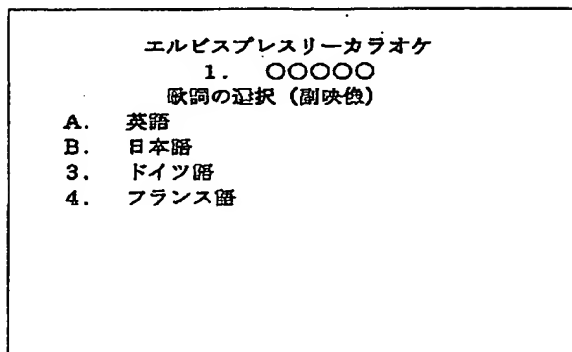 エルビスプレスリーカラオケ
1. ○○○○○
歌詞の選択 (副映像)
A. 英語
B. 日本語
3. ドイツ語
4. フランス語